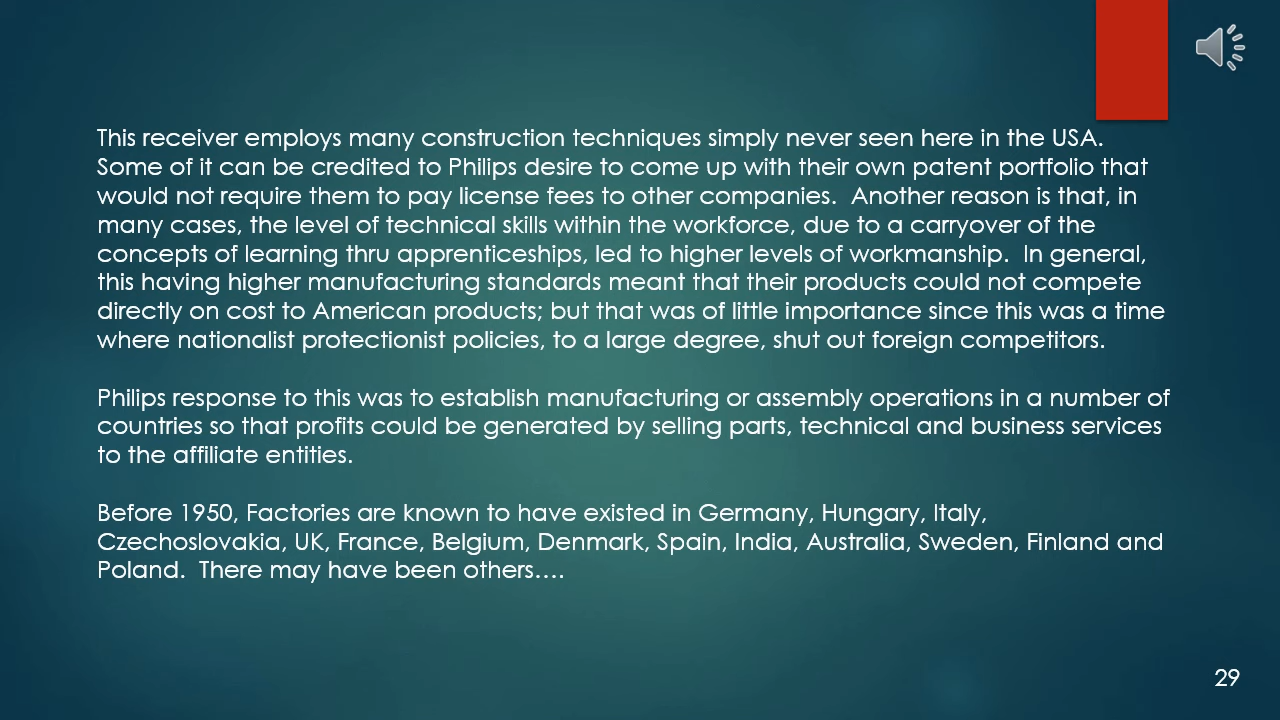 This receiver employs many construction techniques simply never seen here in the USA.
Some of it can be credited to Philips desire to come up with their own patent portfolio that
would not require them to pay license fees to other companies.  Another reason is that, in
many cases, the level of technical skills within the workforce, due to a carryover of the
concepts of learning thru apprenticeships, led to higher levels of workmanship.  In general,
this having higher manufacturing standards meant that their products could not compete
directly on cost to American products; but that was of little importance since this was a time
where nationalist protectionist policies, to a large degree, shut out foreign competitors.
Philips response to this was to establish manufacturing or assembly operations in a number of
countries so that profits could be generated by selling parts, technical and business services
to the affiliate entities.
Before 1950, Factories are known to have existed in Germany, Hungary, Italy,
Czechoslovakia, UK, France, Belgium, Denmark, Spain, India, Australia, Sweden, Finland and
Poland.  There may have been others….
29